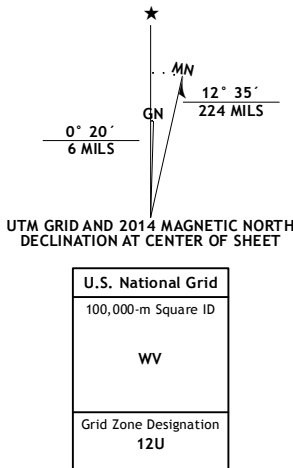 ★
MN
12° 35´
224 MILS
GN
0° 20´
6 MILS
UTM GRID AND 2014 MAGNETIC NORTH
DECLINATION AT CENTER OF SHEET
U.S. National Grid
100,000-m Square ID
WV
Grid Zone Designation
12U